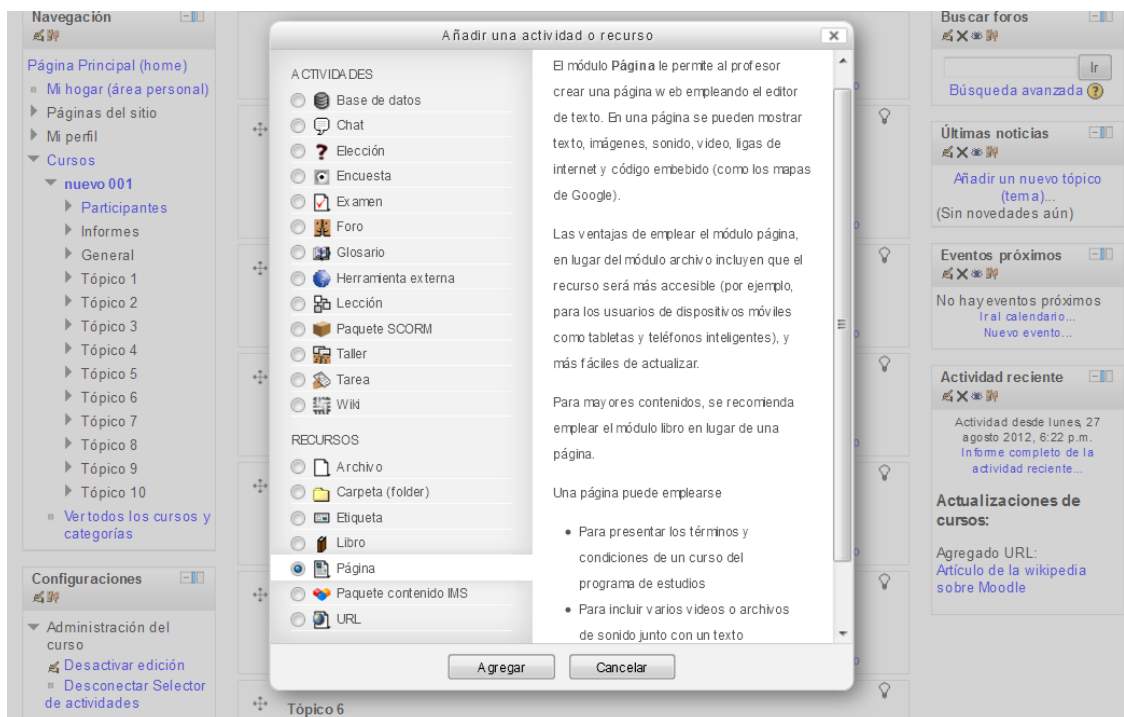 Navegación
Página Principal (home)
Mi hogar (área personal)
Páginas del sitio
Mi perfil
Cursos
nuevo 001
Participantes
Informes
General
Tópico 1
Tópico 2
Tópico 3
Tópico 4
Tópico 5
Tópico 6
Tópico 7
Tópico 8
Tópico 9
Tópico 10
Ver todos los cursos y
categorías
Configuraciones
Administración del
curso
Desactivar edición
Desconectar Selector
de actividades
Añadir una actividad o recurso
ACTIVIDADES
Base de datos
Chat
Elección
Encuesta
Examen
Foro
Glosario
Herramienta externa
Lección
Paquete SCORM
Taller
Tarea
Wiki
RECURSOS
Archivo
Carpeta (folder)
Etiqueta
Libro
Página
Paquete contenido IMS
URL
El módulo Página le permite al profesor
crear una página web empleando el editor
de texto. En una página se pueden mostrar
texto, imágenes, sonido, video, ligas de
internet y código embebido (como los mapas
de Google).
Las ventajas de emplear el módulo página,
en lugar del módulo archivo incluyen que el
recurso será más accesible (por ejemplo,
para los usuarios de dispositivos móviles
como tabletas y teléfonos inteligentes), y
más fáciles de actualizar.
Para mayores contenidos, se recomienda
emplear el módulo libro en lugar de una
página.
Una página puede emplearse
Para presentar los términos y
condiciones de un curso del
programa de estudios
Para incluir varios videos o archivos
de sonido junto con un texto
Agregar
Cancelar
Tópico 6
Buscar foros
Ir
Búsqueda avanzada
Últimas noticias
Añadir un nuevo tópico
(tema)...
(Sin novedades aún)
Eventos próximos
No hay eventos próximos
Ir al calendario...
Nuevo evento...
Actividad reciente
Actividad desde lunes, 27
agosto 2012, 6:22 p.m.
Informe completo de la
actividad reciente...
Actualizaciones de
cursos:
Agregado URL:
Artículo de la wikipedia
sobre Moodle